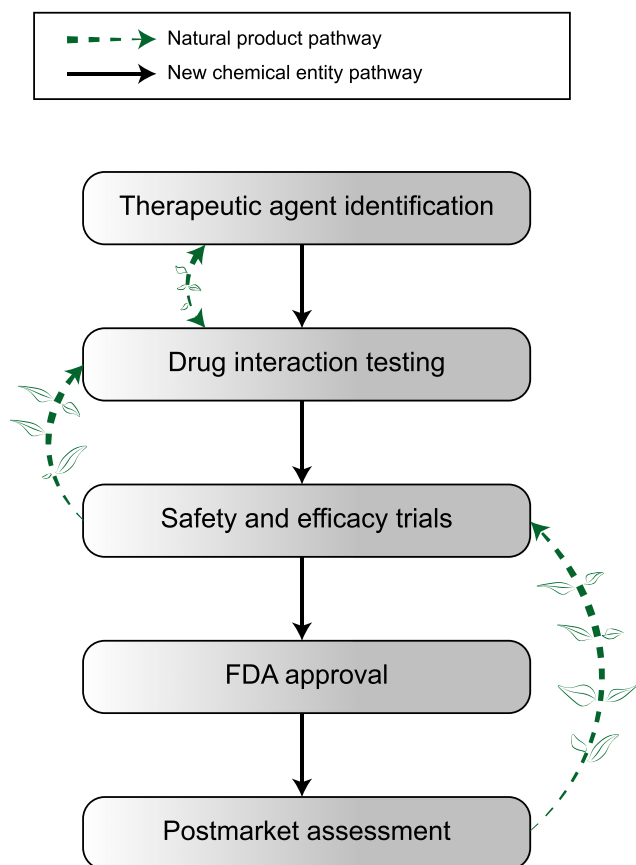 Natural product pathway
New chemical entity pathway
Therapeutic agent identification
Drug interaction testing
Safety and efficacy trials
FDA approval
Postmarket assessment